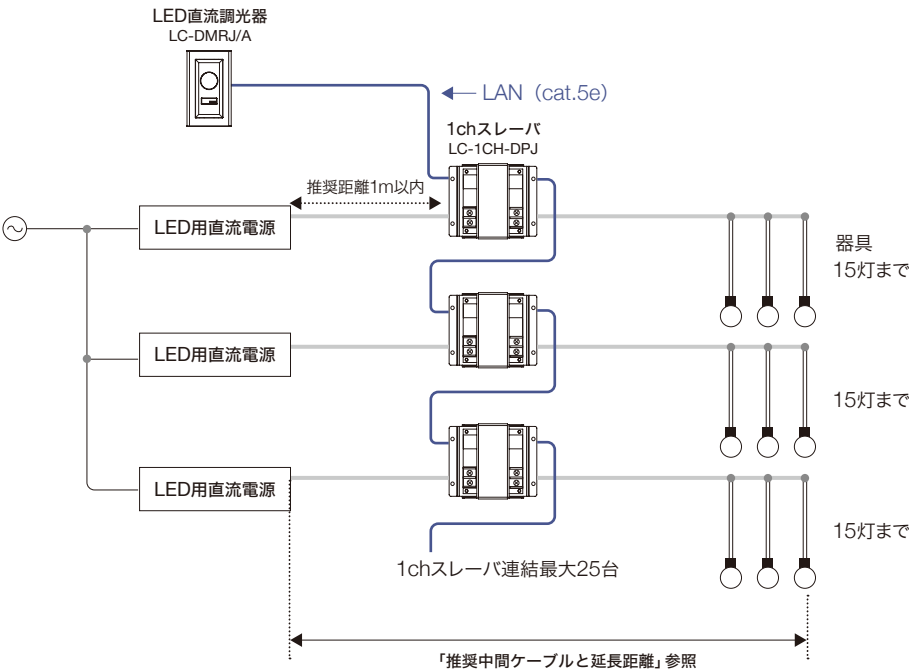 LED直流調光器
LC-DMRJ/A
LAN（cat.5e）
1chスレーバ
LC-1CH-DPJ
推奨距離1m以内
LED用直流電源
器具
15灯まで
LED用直流電源
15灯まで
LED用直流電源
15灯まで
1chスレーバ連結最大25台
「推奨中間ケーブルと延長距離」参照